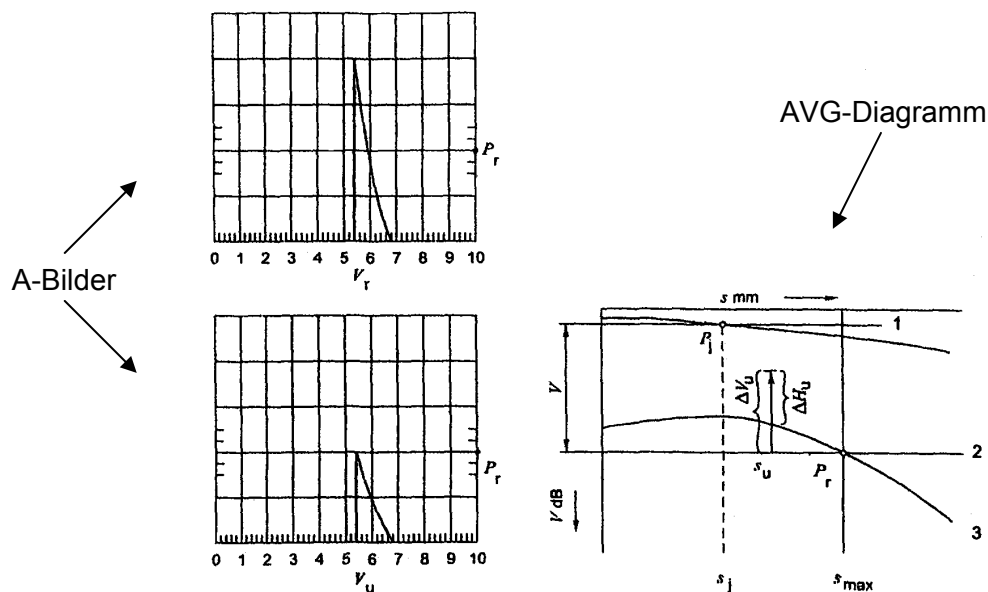 A-Bilder
P_r
0 1 2 3 4 5 6 7 8 9 10
V_r
P_r
0 1 2 3 4 5 6 7 8 9 10
V_u
AVG-Diagramm
s mm
1
P_j
V
ΔV_u
ΔH_u
s_u
P_r
2
V dB
3
s_j
s_max